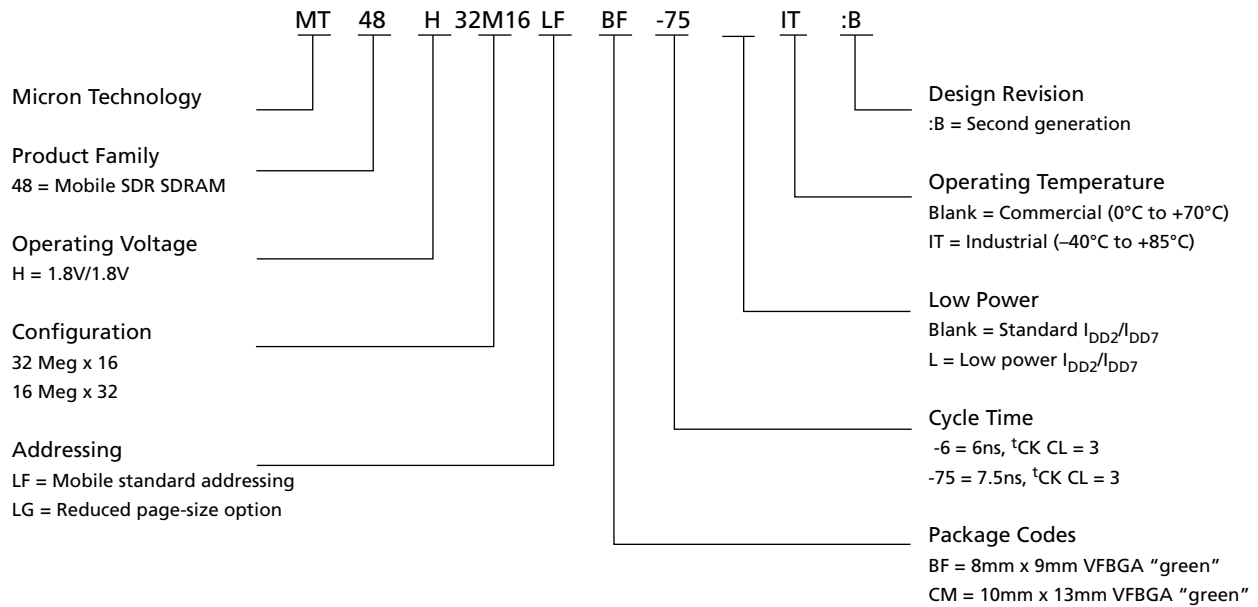 MT 48 H 32M16 LF BF -75 IT :B
Micron Technology
Product Family
48 = Mobile SDR SDRAM
Operating Voltage
H = 1.8V/1.8V
Configuration
32 Meg x 16
16 Meg x 32
Addressing
LF = Mobile standard addressing
LG = Reduced page-size option
Design Revision
:B = Second generation
Operating Temperature
Blank = Commercial (0°C to +70°C)
IT = Industrial (–40°C to +85°C)
Low Power
Blank = Standard IDD2/IDD7
L = Low power IDD2/IDD7
Cycle Time
-6 = 6ns, tCK CL = 3
-75 = 7.5ns, tCK CL = 3
Package Codes
BF = 8mm x 9mm VFBGA “green”
CM = 10mm x 13mm VFBGA “green”